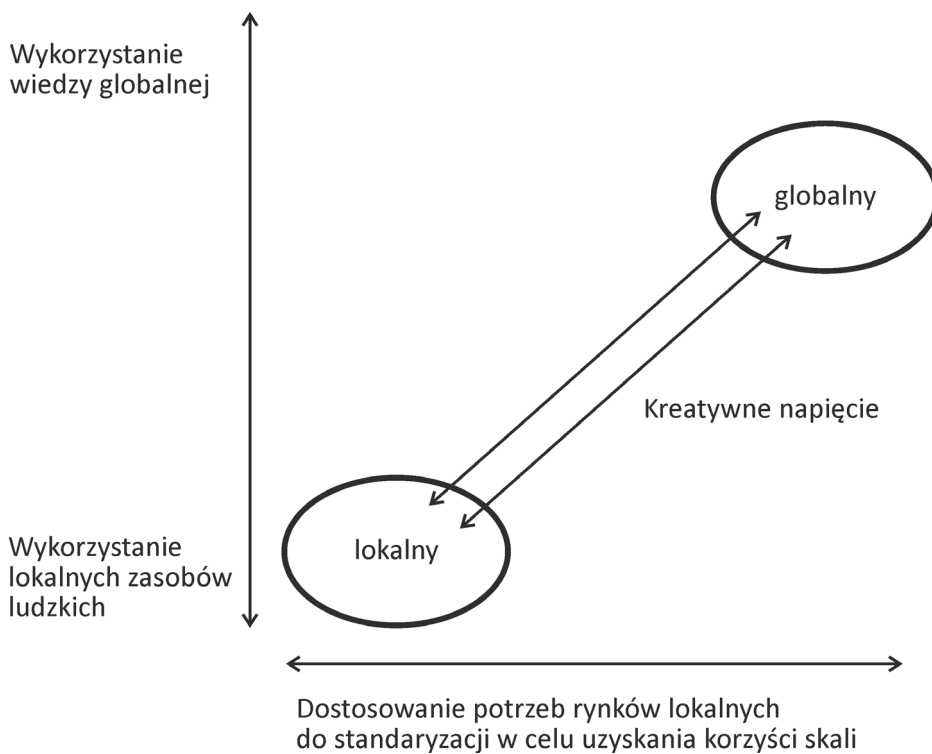 Wykorzystanie
wiedzy globalnej
globalny
Kreatywne napięcie
lokalny
Wykorzystanie
lokalnych zasobów
ludzkich
Dostosowanie potrzeb rynków lokalnych
do standaryzacji w celu uzyskania korzyści skali